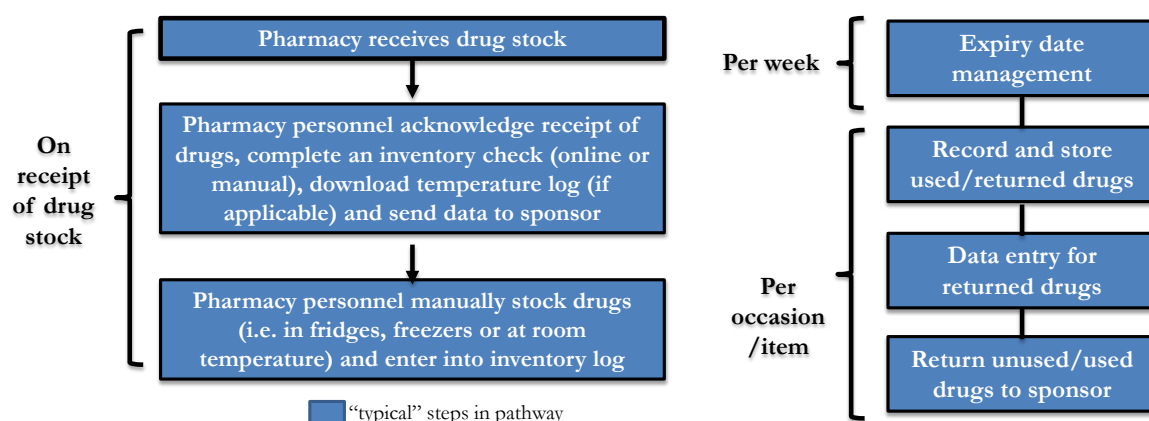 On
receipt
of drug
stock
Pharmacy receives drug stock
Pharmacy personnel acknowledge receipt of
drugs, complete an inventory check (online or
manual), download temperature log (if
applicable) and send data to sponsor
Pharmacy personnel manually stock drugs
(i.e. in fridges, freezers or at room
temperature) and enter into inventory log
"typical" steps in pathway
Per week
Expiry date
management
Per
occasion
/item
Record and store
used/returned drugs
Data entry for
returned drugs
Return unused/used
drugs to sponsor